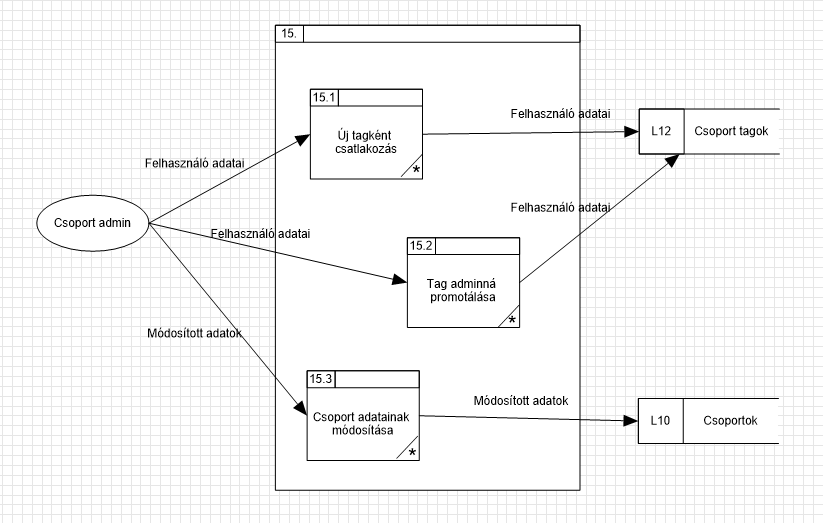 15.
15.1
Új tagként
csatlakozás
*
Felhasználó adatai
Felhasználó adatai
L12
Csoport tagok
Csoport admin
Felhasználó adatai
Felhasználó adatai
15.2
Tag adminná
promotálása
*
Módosított adatok
15.3
Csoport adatainak
módosítása
*
Módosított adatok
L10
Csoportok